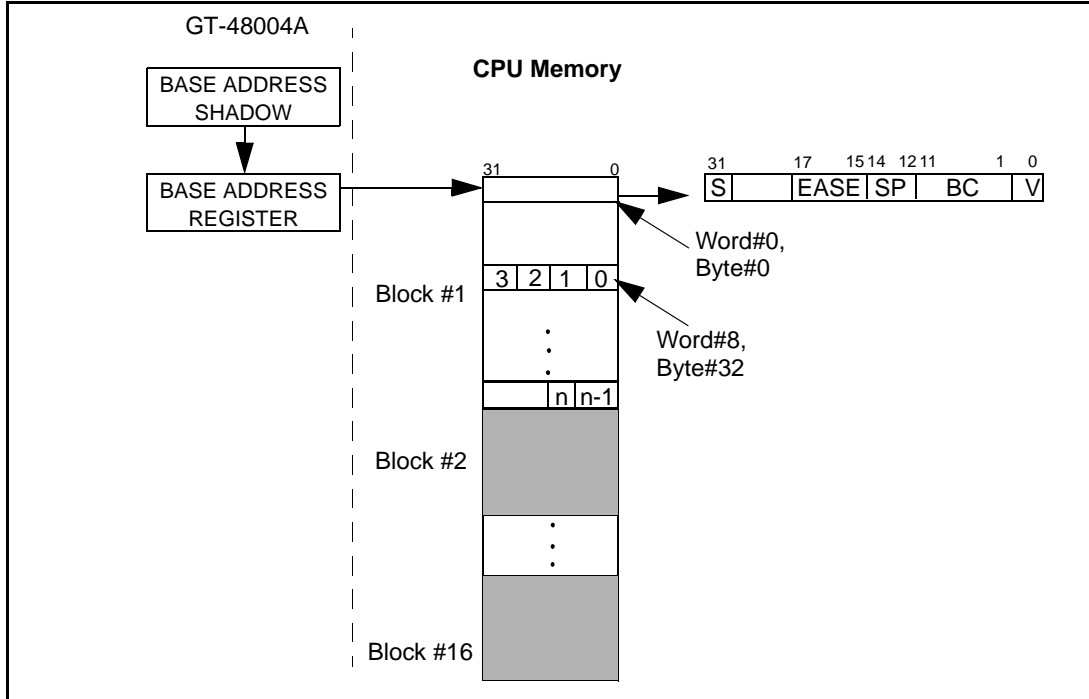 GT-48004A
CPU Memory
BASE ADDRESS
SHADOW
BASE ADDRESS
REGISTER
31 0
31 17 15 14 12 11 1 0
S EASE SP BC V
Word#0,
Byte#0
Block #1
3 2 1 0
Word#8,
Byte#32
n n-1
Block #2
Block #16